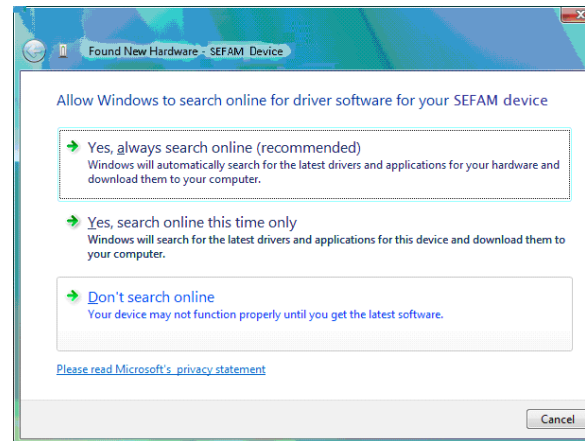 Found New Hardware - SEFAM Device
Allow Windows to search online for driver software for your SEFAM device
Yes, always search online (recommended)
Windows will automatically search for the latest drivers and applications for your hardware and
download them to your computer.
Yes, search online this time only
Windows will search for the latest drivers and applications for this device and download them to
your computer.
Don't search online
Your device may not function properly until you get the latest software.
Please read Microsoft's privacy statement
Cancel